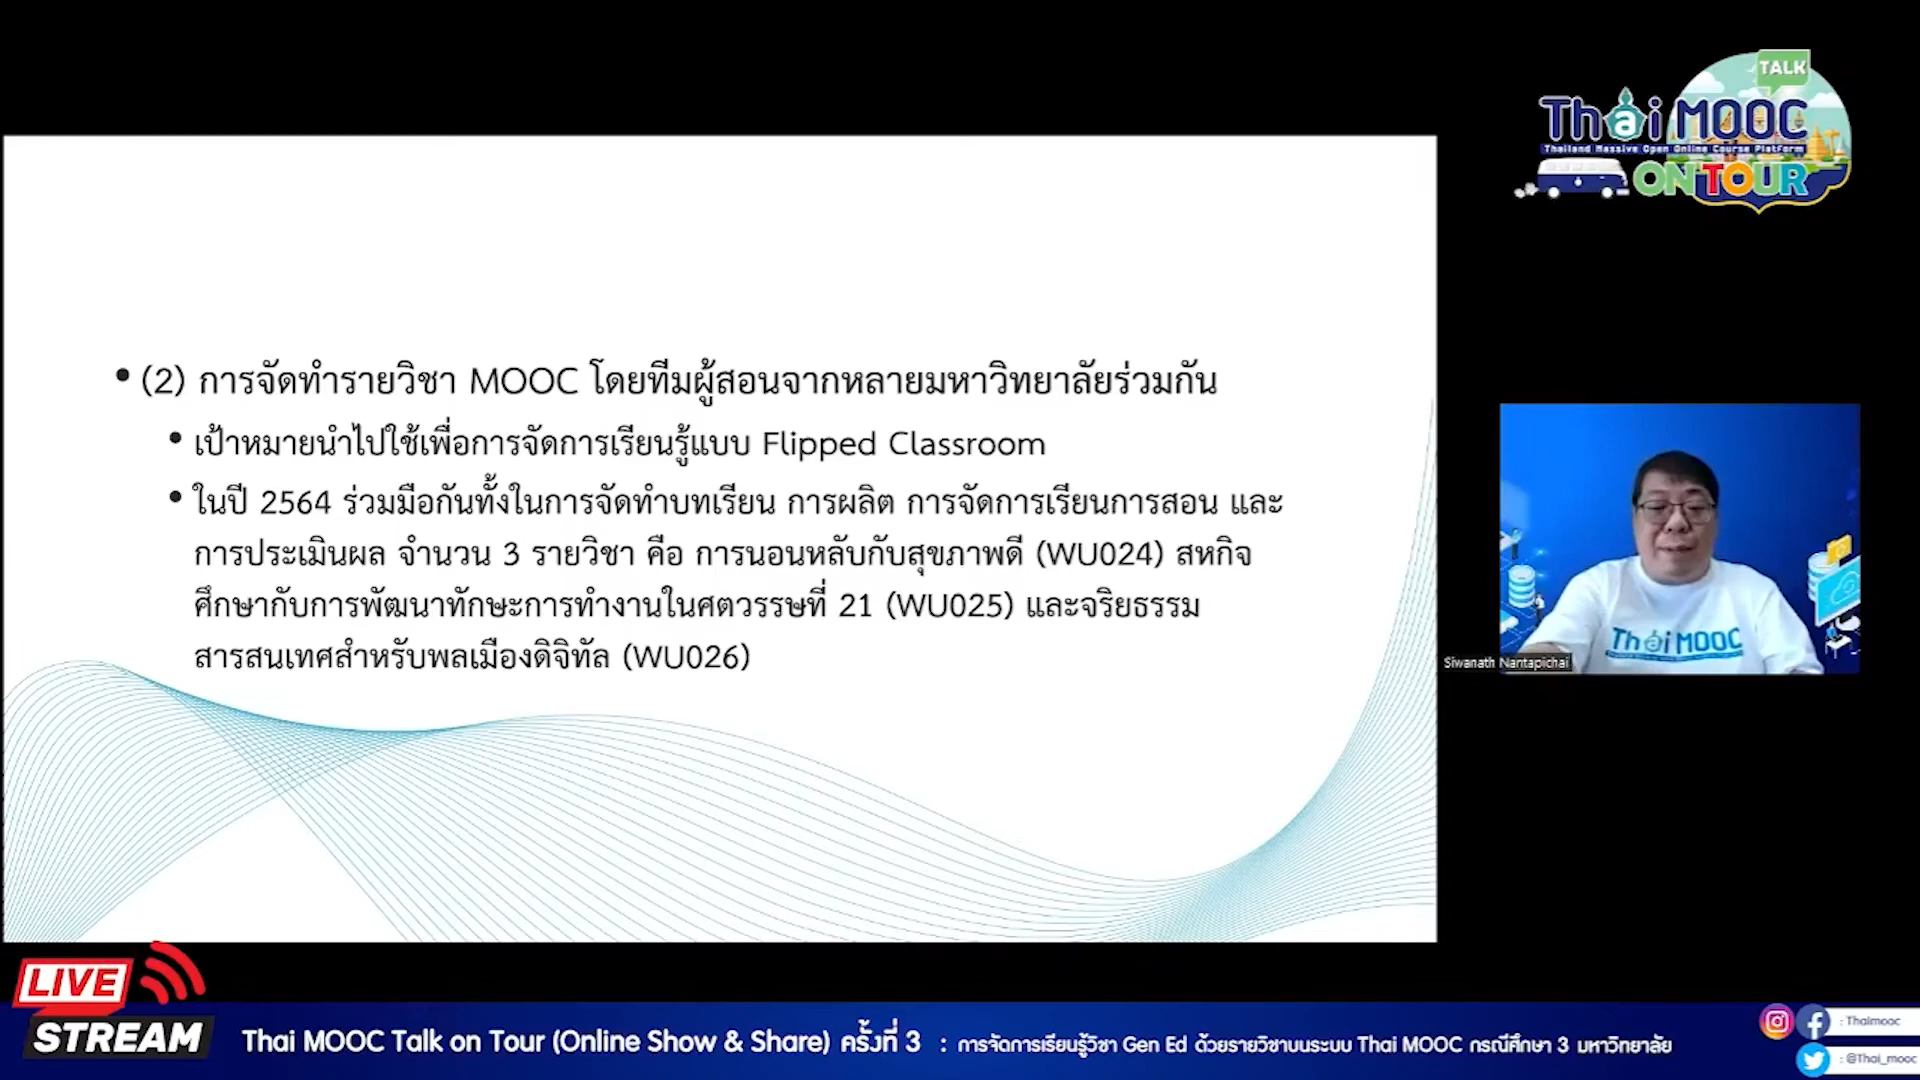 TALK
Thai MOOC
Thailand Massive Open Online Course Platform
ON TOUR
• (2) การจัดทำรายวิชา MOOC โดยทีมผู้สอนจากหลายมหาวิทยาลัยร่วมกัน
• เป้าหมายนำไปใช้เพื่อการจัดการเรียนรู้แบบ Flipped Classroom
• ในปี 2564 ร่วมมือกันทั้งในการจัดทำบทเรียน การผลิต การจัดการเรียนการสอน และ
การประเมินผล จำนวน 3 รายวิชา คือ การนอนหลับกับสุขภาพดี (WU024) สหกิจ
ศึกษากับการพัฒนาทักษะการทำงานในศตวรรษที่ 21 (WU025) และจริยธรรม
สารสนเทศสำหรับพลเมืองดิจิทัล (WU026)
Thai MOOC
Siwanath Nantapichai
LIVE
STREAM
Thai MOOC Talk on Tour (Online Show & Share) ครั้งที่ 3 : การจัดการเรียนรู้วิชา Gen Ed ด้วยรายวิชาบนระบบ Thai MOOC กรณีศึกษา 3 มหาวิทยาลัย
: Thaimooc
: @Thai_mooc